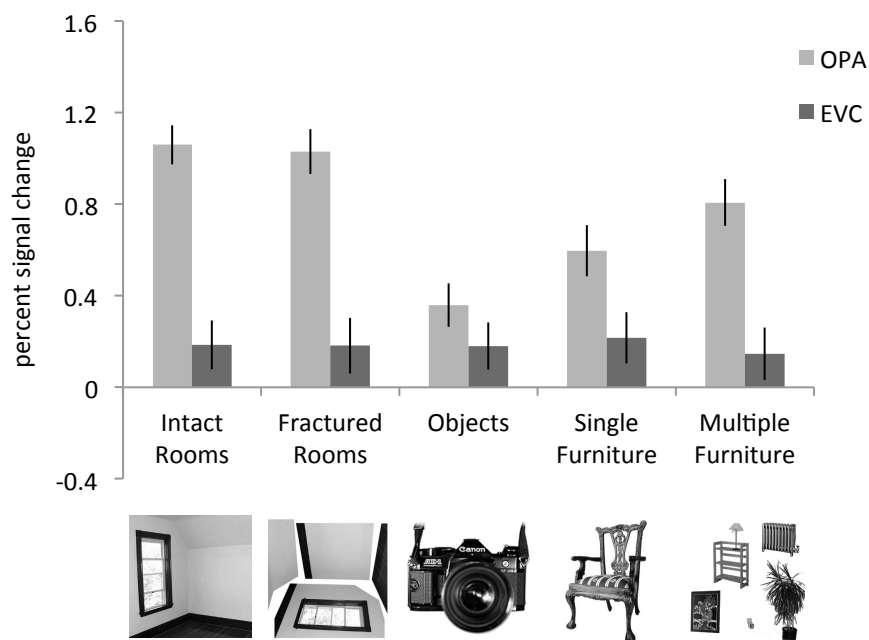 1.6
1.2
0.8
0.4
0
-0.4
percent signal change
OPA
EVC
Intact
Rooms
Fractured
Rooms
Objects
Single
Furniture
Multiple
Furniture
Canon